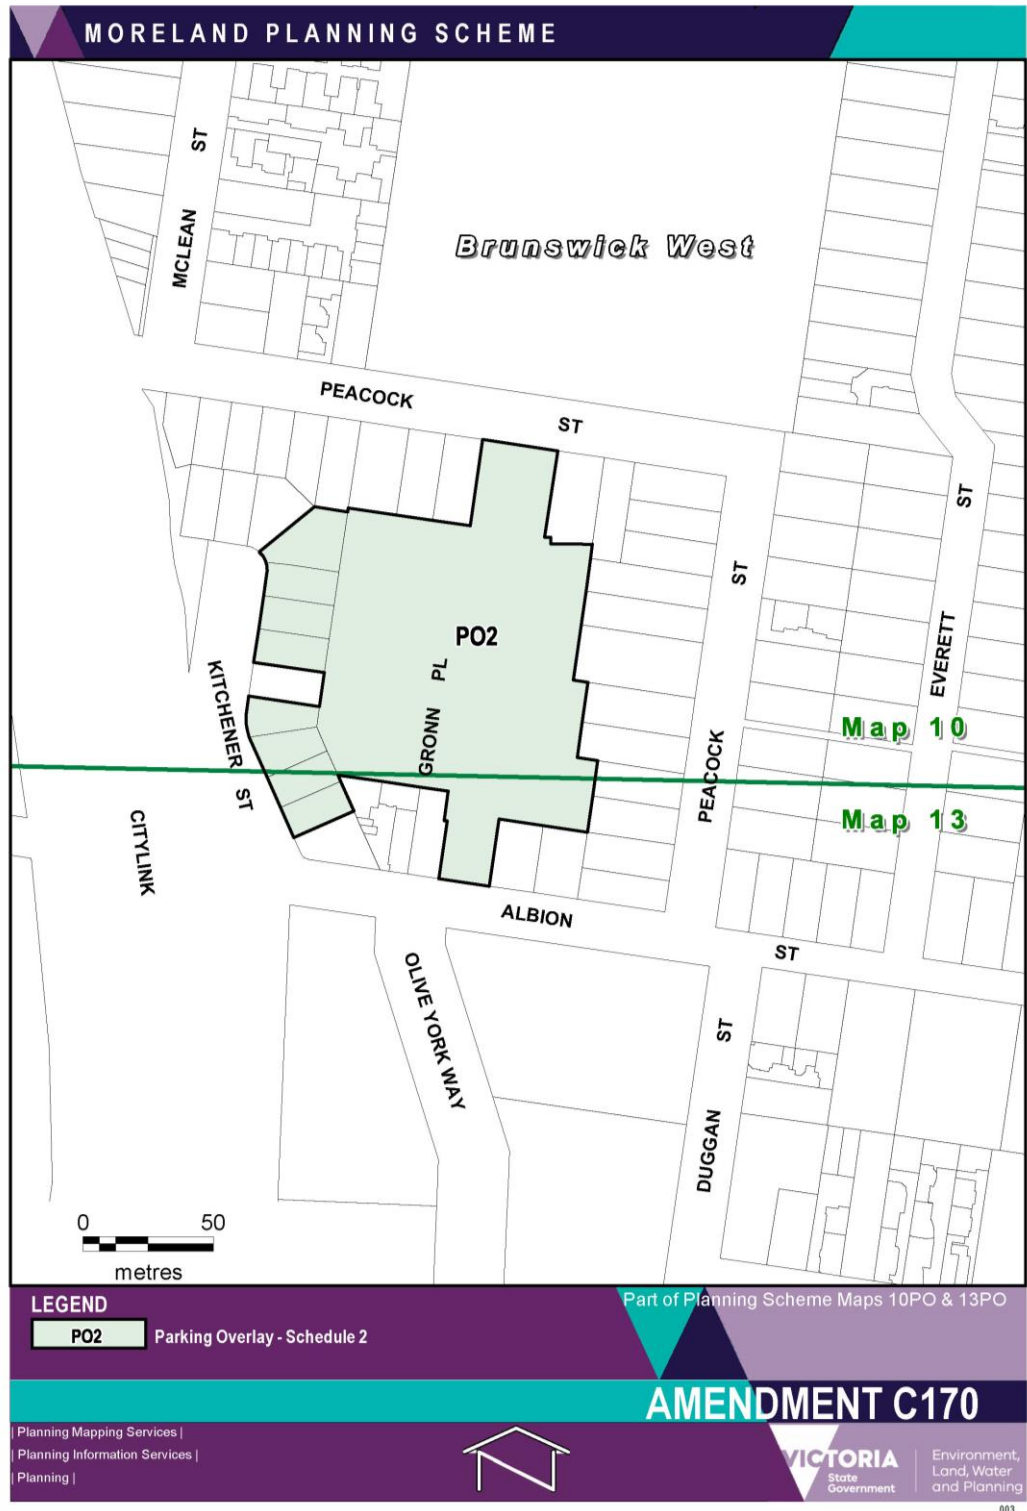 MORELAND PLANNING SCHEME
MCLEAN ST
Brunswick West
PEACOCK ST
ST
EVERETT
ST
PO2
GRONN PL
PEACOCK
KITCHENER ST
Map 10
Map 13
CITYLINK
ALBION
ST
OLIVE YORK WAY
ST
DUGGAN
0 50
metres
LEGEND
PO2 Parking Overlay - Schedule 2
Part of Planning Scheme Maps 10PO & 13PO
AMENDMENT C170
| Planning Mapping Services |
| Planning Information Services |
| Planning |
VICTORIA
State
Government
Environment,
Land, Water
and Planning
003